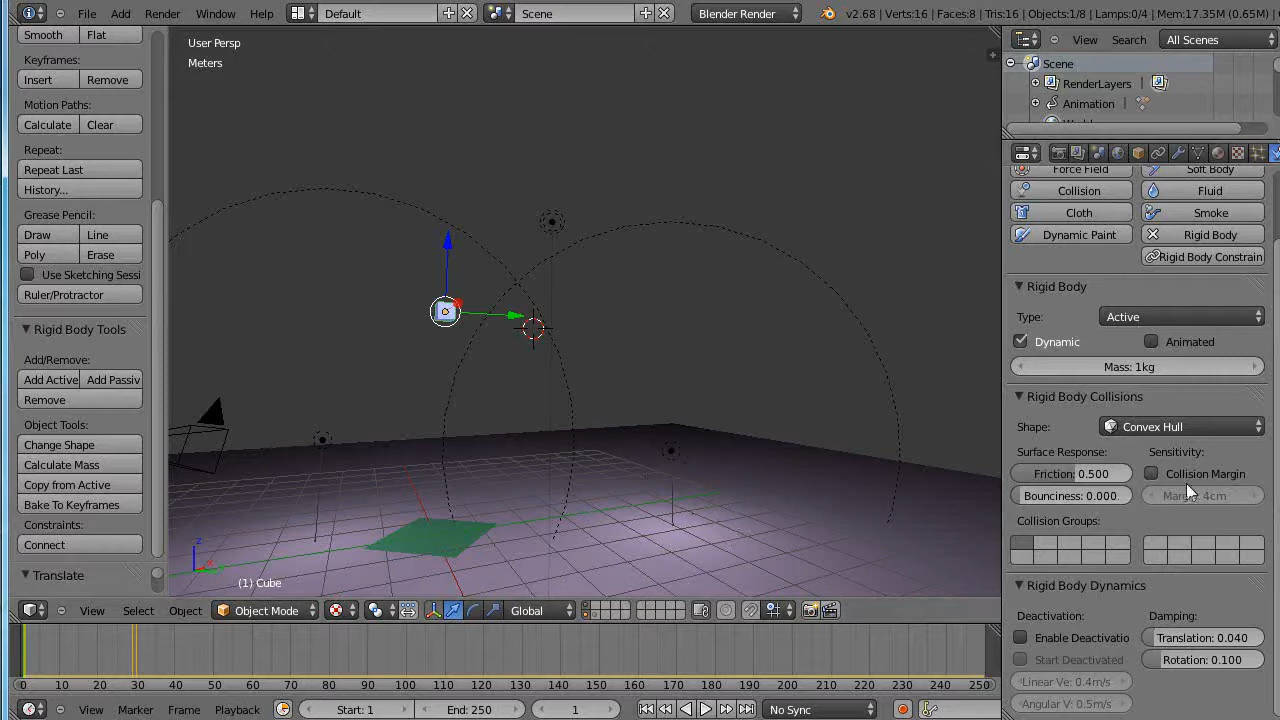 File Add Render Window Help Default Scene Blender Render v2.68 | Verts:16 | Faces:8 | Tris:16 | Objects:1/8 | Lamps:0/4 | Mem:17.35M (0.65M)
Smooth Flat
Keyframes:
Insert Remove
Motion Paths:
Calculate Clear
Repeat:
Repeat Last
History...
Grease Pencil:
Draw Line
Poly Erase
Use Sketching Sessi
Ruler/Protractor
Rigid Body Tools
Add/Remove:
Add Active Add Passiv
Remove
Object Tools:
Change Shape
Calculate Mass
Copy from Active
Bake To Keyframes
Constraints:
Connect
Translate
User Persp
Meters
z
x
(1) Cube
View Select Object Object Mode Global
View Search All Scenes
Scene
RenderLayers
Animation
Force Field Soft Body
Collision Fluid
Cloth Smoke
Dynamic Paint Rigid Body
Rigid Body Constrain
Rigid Body
Type: Active
Dynamic Animated
Mass: 1kg
Rigid Body Collisions
Shape: Convex Hull
Surface Response: Sensitivity:
Friction: 0.500 Collision Margin
Bounciness: 0.000 4cm
Collision Groups:
Rigid Body Dynamics
Deactivation: Damping:
Enable Deactivatio Translation: 0.040
Start Deactivated Rotation: 0.100
Linear Ve: 0.4m/s
Angular V: 0.5m/s
0 10 20 30 40 50 60 70 80 90 100 110 120 130 140 150 160 170 180 190 200 210 220 230 240 250
View Marker Frame Playback Start: 1 End: 250 1 No Sync